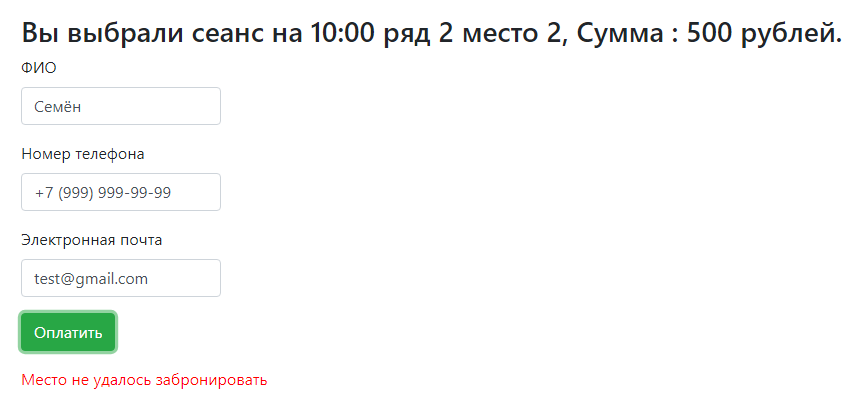 Вы выбрали сеанс на 10:00 ряд 2 место 2, Сумма : 500 рублей.
ФИО
Семён
Номер телефона
+7 (999) 999-99-99
Электронная почта
test@gmail.com
Оплатить
Место не удалось забронировать